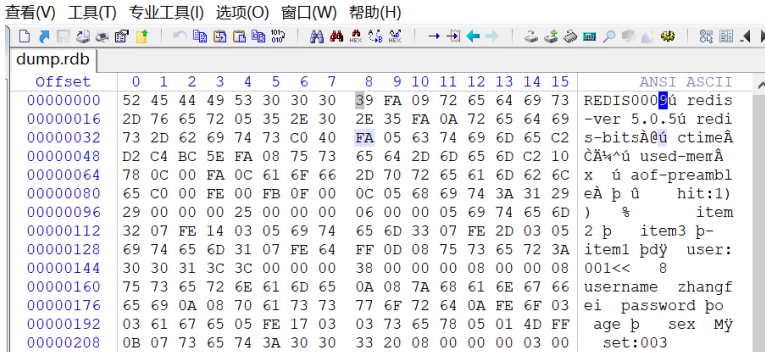 查看(V) 工具(T) 专业工具(I) 选项(O) 窗口(W) 帮助(H)
dump.rdb
Offset 0 1 2 3 4 5 6 7 8 9 10 11 12 13 14 15 ANSI ASCII
00000000 52 45 44 49 53 30 30 30 39 FA 09 72 65 64 69 73 REDIS0009ú redis
00000016 2D 76 65 72 05 35 2E 30 2E 35 FA 0A 72 65 64 69 -ver 5.0.5ú redi
00000032 73 2D 62 69 74 73 C0 40 FA 05 63 74 69 6D 65 C2 s-bitsÀ@ú ctimeÂ
00000048 D2 C4 BC 5E FA 08 75 73 65 64 2D 6D 65 6D C2 10 ÒÄ¼^ú used-memÂ
00000064 78 0C 00 FA 0C 61 6F 66 2D 70 72 65 61 6D 62 6C x ú aof-preambl
00000080 65 C0 00 FE 00 FB 0F 00 0C 05 68 69 74 3A 31 29 eÀ þ û hit:1)
00000096 29 00 00 00 25 00 00 00 06 00 00 05 69 74 65 6D ) % item
00000112 32 07 FE 14 03 05 69 74 65 6D 33 07 FE 2D 03 05 2 þ item3 þ-
00000128 69 74 65 6D 31 07 FE 64 FF 0D 08 75 73 65 72 3A item1 þdÿ user:
00000144 30 30 31 3C 3C 00 00 00 38 00 00 00 08 00 00 08 001<< 8
00000160 75 73 65 72 6E 61 6D 65 0A 08 7A 68 61 6E 67 66 username zhangf
00000176 65 69 0A 08 70 61 73 73 77 6F 72 64 0A FE 6F 03 ei password þo
00000192 03 61 67 65 05 FE 17 03 03 73 65 78 05 01 4D FF age þ sex Mÿ
00000208 0B 07 73 65 74 3A 30 30 33 20 08 00 00 00 03 00 set:003